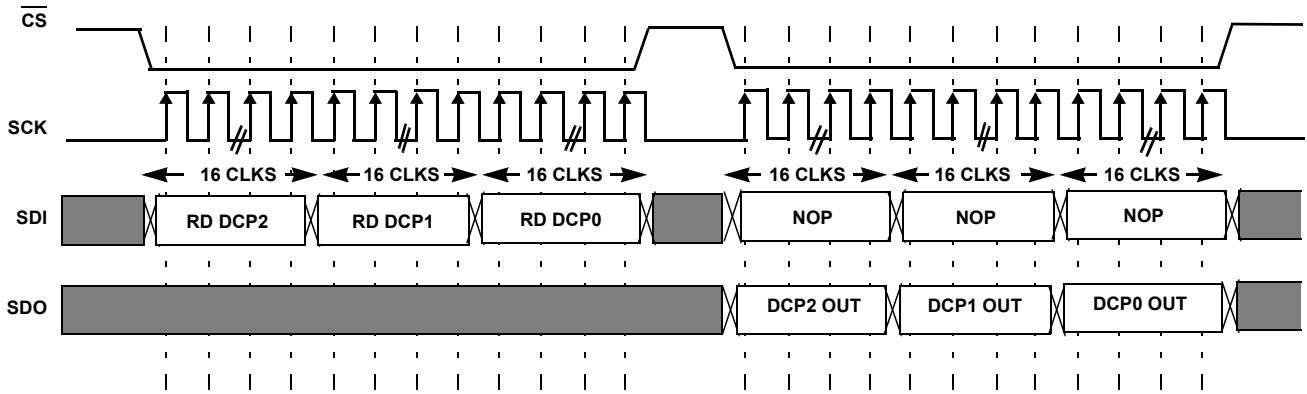 CS
SCK
16 CLKS 16 CLKS 16 CLKS 16 CLKS 16 CLKS 16 CLKS
SDI RD DCP2 RD DCP1 RD DCP0 NOP NOP NOP
SDO DCP2 OUT DCP1 OUT DCP0 OUT